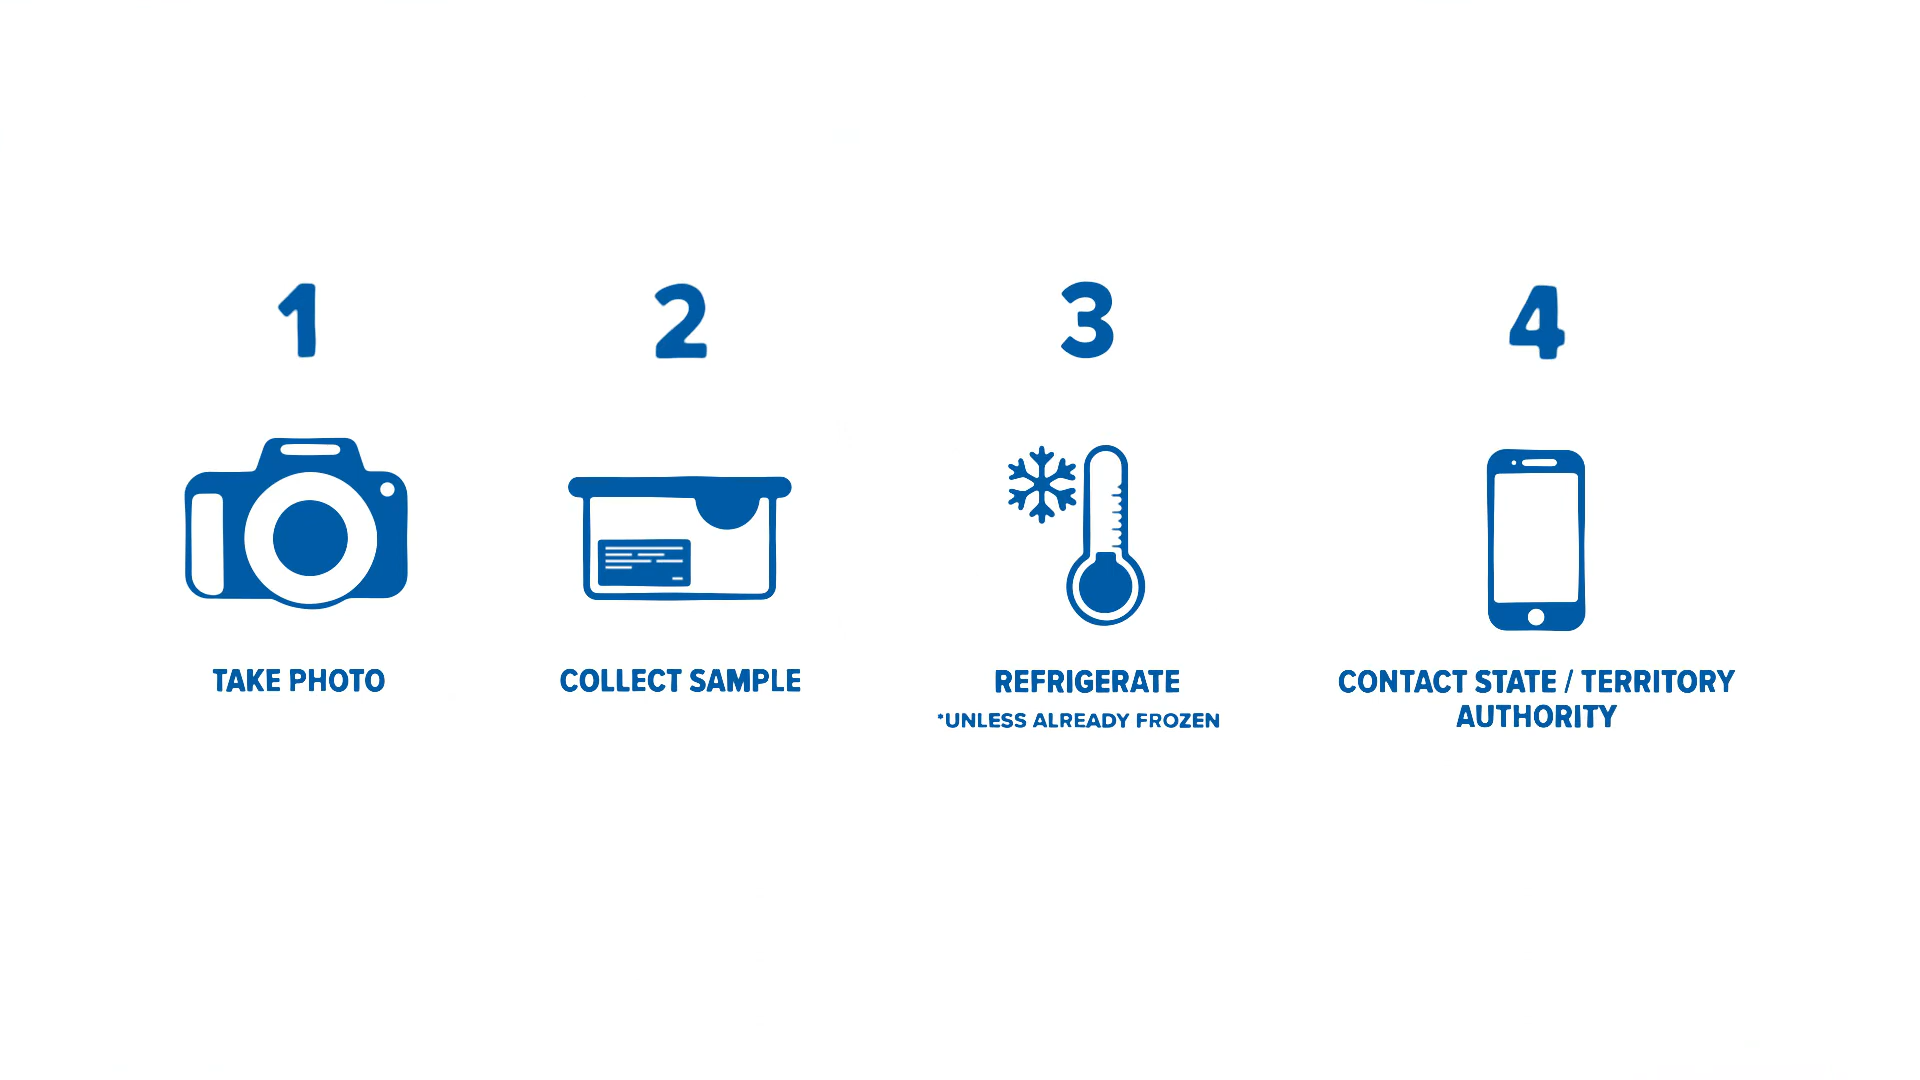 1
2
3
4
TAKE PHOTO
COLLECT SAMPLE
REFRIGERATE
*UNLESS ALREADY FROZEN
CONTACT STATE / TERRITORY
AUTHORITY